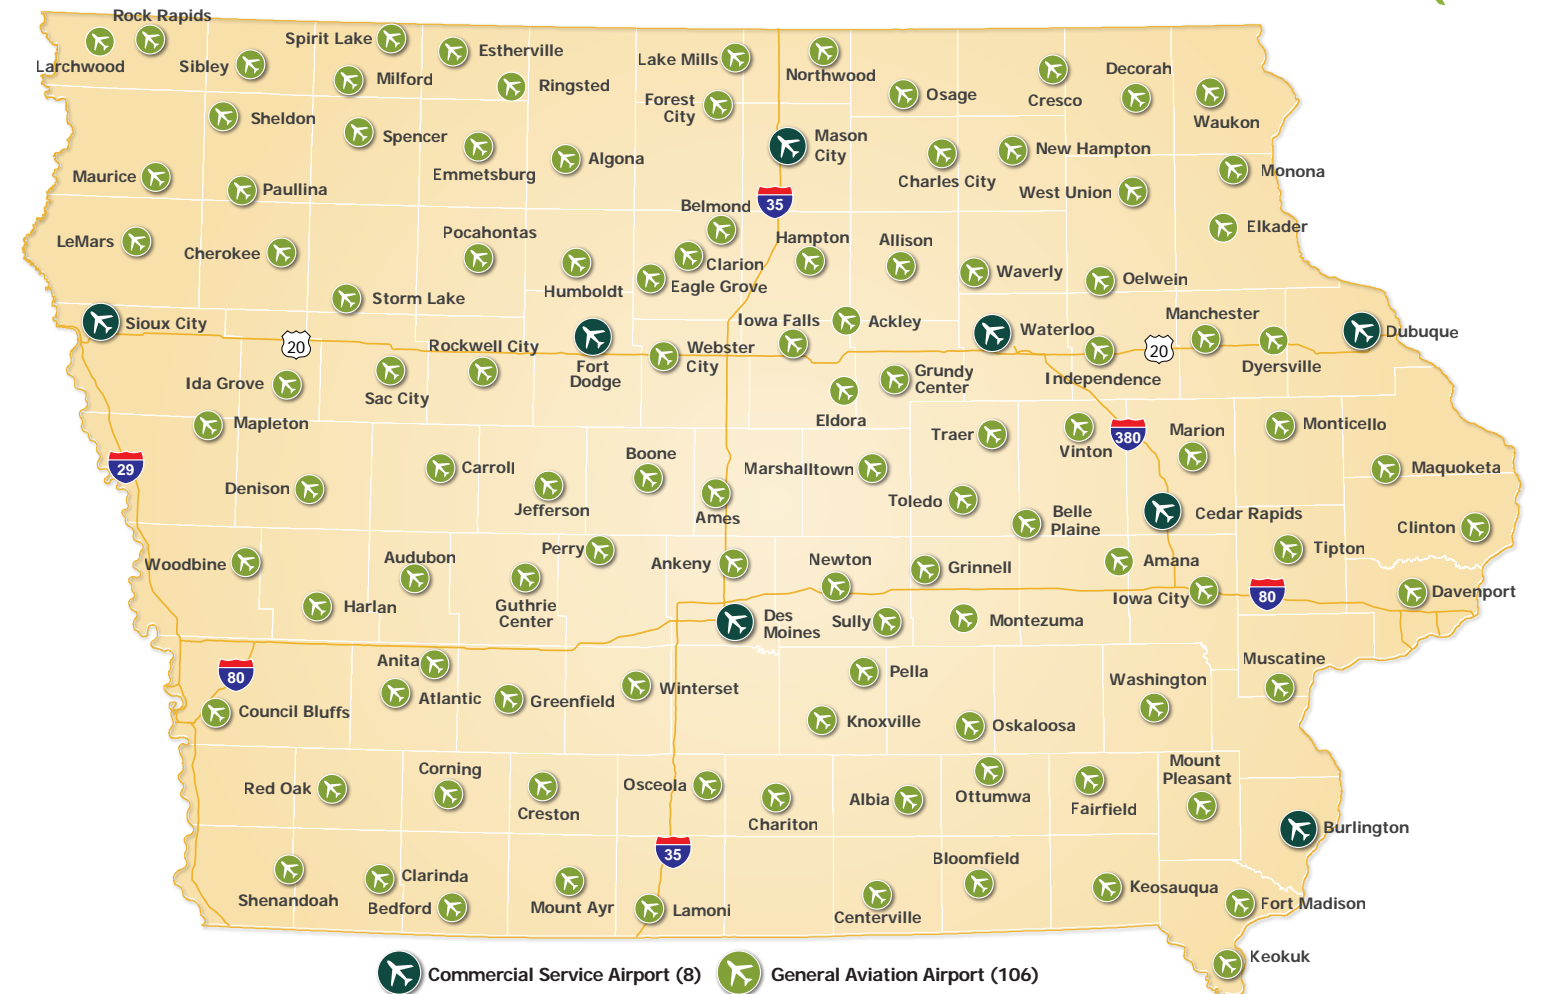 Rock Rapids
Larchwood
Sibley
Spirit Lake
Milford
Estherville
Ringsted
Lake Mills
Northwood
Forest
City
Osage
Cresco
Decorah
Waukon
Sheldon
Spencer
Emmetsburg
Algona
Mason
City
Charles City
New Hampton
West Union
Monona
Maurice
Paullina
35
Belmond
Elkader
LeMars
Cherokee
Pocahontas
Humboldt
Clarion
Eagle Grove
Hampton
Allison
Waverly
Oelwein
Storm Lake
Sioux City
20
Rockwell City
Fort
Dodge
Webster
City
Iowa Falls
Ackley
Waterloo
Manchester
20
Dubuque
Dyersville
Independence
Ida Grove
Sac City
Grundy
Center
Eldora
Mapleton
Traer
Vinton
380
Marion
Monticello
29
Denison
Carroll
Jefferson
Boone
Ames
Marshalltown
Toledo
Belle
Plaine
Cedar Rapids
Maquoketa
Clinton
Woodbine
Audubon
Perry
Ankeny
Newton
Grinnell
Amana
Tipton
Harlan
Guthrie
Center
Des
Moines
Sully
Montezuma
Iowa City
80
Davenport
80
Anita
Atlantic
Greenfield
Winterset
Pella
Washington
Muscatine
Council Bluffs
Knoxville
Oskaloosa
Red Oak
Corning
Creston
Osceola
Chariton
Albia
Ottumwa
Fairfield
Mount
Pleasant
Burlington
35
Shenandoah
Clarinda
Bedford
Mount Ayr
Lamoni
Centerville
Bloomfield
Keosauqua
Fort Madison
Keokuk
Commercial Service Airport (8)
General Aviation Airport (106)